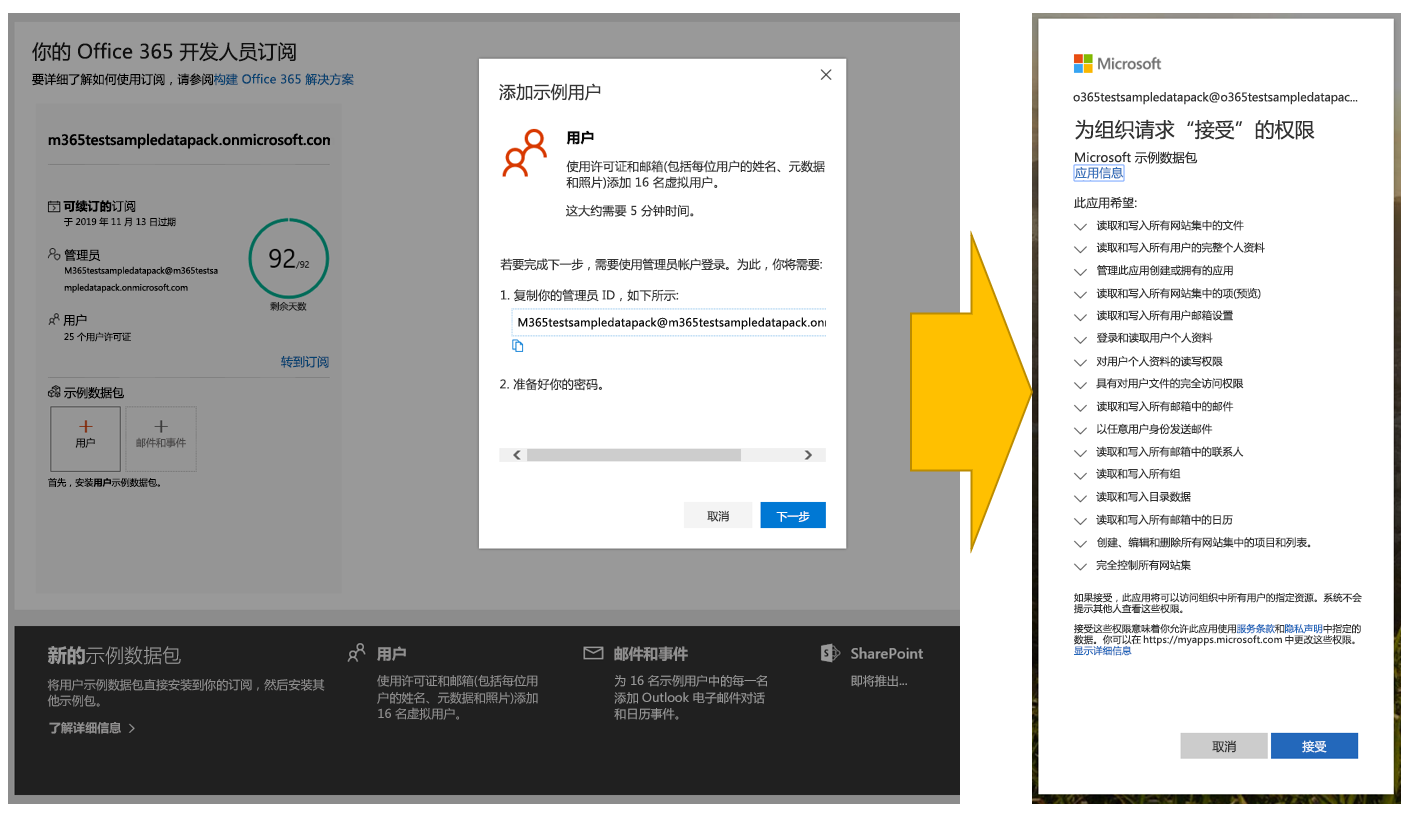 你的 Office 365 开发人员订阅
要详细了解如何使用订阅，请参阅构建 Office 365 解决方案
m365testsampledatapack.onmicrosoft.con
可续订的订阅
于 2019 年 11 月 13 日过期
管理员
M365testsampledatapack@m365testsa
mpledatapack.onmicrosoft.com
92/92
剩余天数
用户
25 个用户许可证
转到订阅
示例数据包
用户
邮件和事件
首先，安装用户示例数据包。
添加示例用户
用户
使用许可证和邮箱(包括每位用户的姓名、元数据
和照片)添加 16 名虚拟用户。
这大约需要 5 分钟时间。
若要完成下一步，需要使用管理员帐户登录。为此，你将需要:
1. 复制你的管理员 ID，如下所示:
M365testsampledatapack@m365testsampledatapack.on
2. 准备好你的密码。
取消
下一步
新的示例数据包
将用户示例数据包直接安装到你的订阅，然后安装其
他示例包。
了解详细信息
用户
使用许可证和邮箱(包括每位用
户的姓名、元数据和照片)添加
16 名虚拟用户。
邮件和事件
为 16 名示例用户中的每一名
添加 Outlook 电子邮件对话
和日历事件。
SharePoint
即将推出...
Microsoft
o365testsampledatapack@o365testsampledatapac...
为组织请求“接受”的权限
Microsoft 示例数据包
应用信息
此应用希望:
读取和写入所有网站集中的文件
读取和写入所有用户的完整个人资料
管理此应用创建或拥有的应用
读取和写入所有网站集中的项(预览)
读取和写入所有用户邮箱设置
登录和读取用户个人资料
对用户个人资料的读写权限
具有对用户文件的完全访问权限
读取和写入所有邮箱中的邮件
以任意用户身份发送邮件
读取和写入所有邮箱中的联系人
读取和写入所有组
读取和写入目录数据
读取和写入所有邮箱中的日历
创建、编辑和删除所有网站集中的项目和列表。
完全控制所有网站集
如果接受，此应用将可以访问组织中所有用户的指定资源。系统不会
提示其他人查看这些权限。
接受这些权限意味着你允许此应用使用服务条款和隐私声明中指定的
数据。你可以在 https://myapps.microsoft.com 中更改这些权限。
显示详细信息
取消
接受